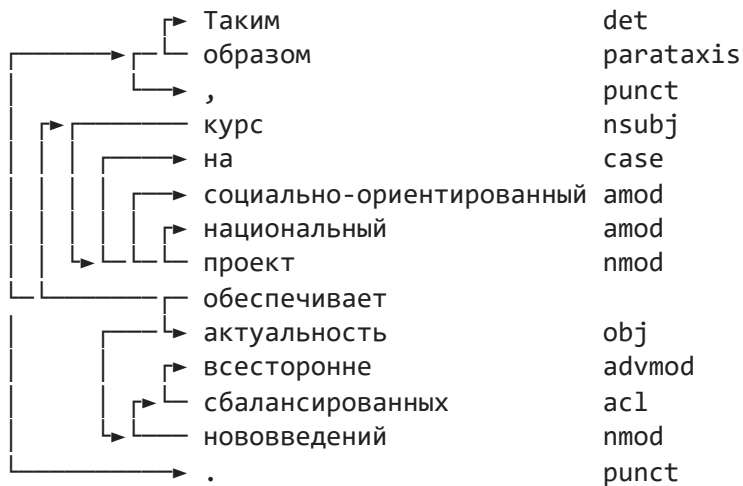 Таким det
образом parataxis
, punct
курс nsubj
на case
социально-ориентированный amod
национальный amod
проект nmod
обеспечивает
актуальность obj
всесторонне advmod
сбалансированных acl
нововведений nmod
. punct